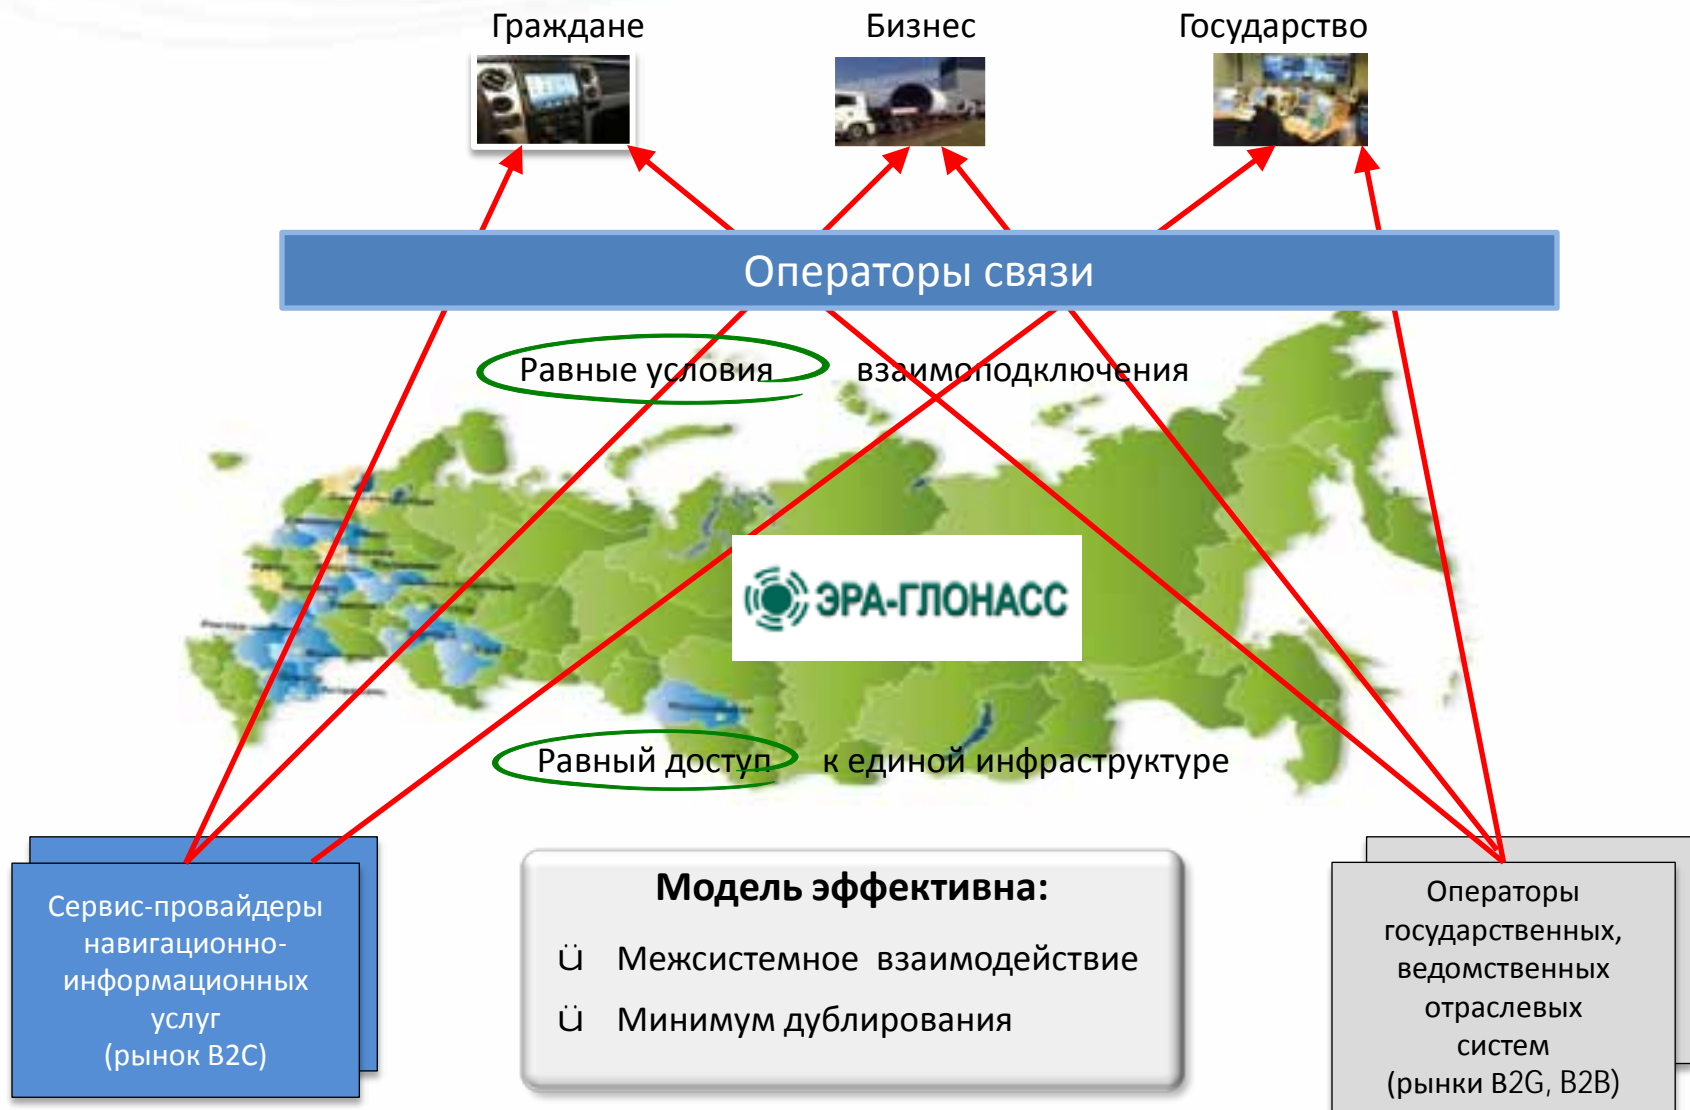 Граждане
Бизнес
Государство
Операторы связи
Равные условия взаимоподключения
ЭРА-ГЛОНАСС
Равный доступ к единой инфраструктуре
Сервис-провайдеры
навигационно-
информационных
услуг
(рынок B2C)
Модель эффективна:
ü Межсистемное взаимодействие
ü Минимум дублирования
Операторы
государственных,
ведомственных
отраслевых
систем
(рынки B2G, B2B)